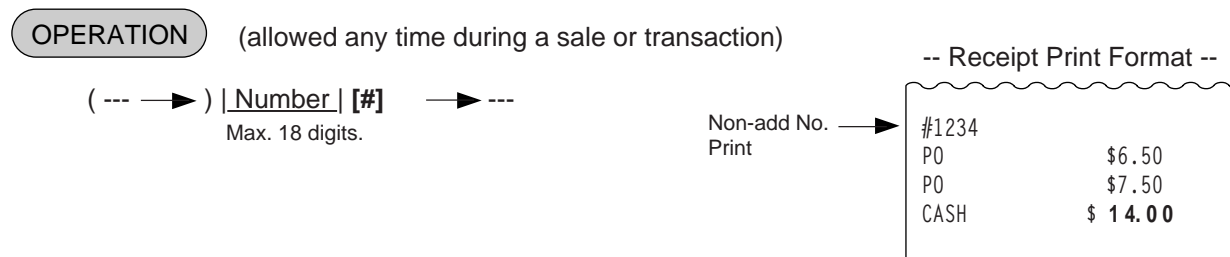 OPERATION (allowed any time during a sale or transaction)
-- Receipt Print Format --
( --- ) | Number | [#] ---
Max. 18 digits.
Non-add No.
Print
#1234
PO $6.50
PO $7.50
CASH $ 14.00